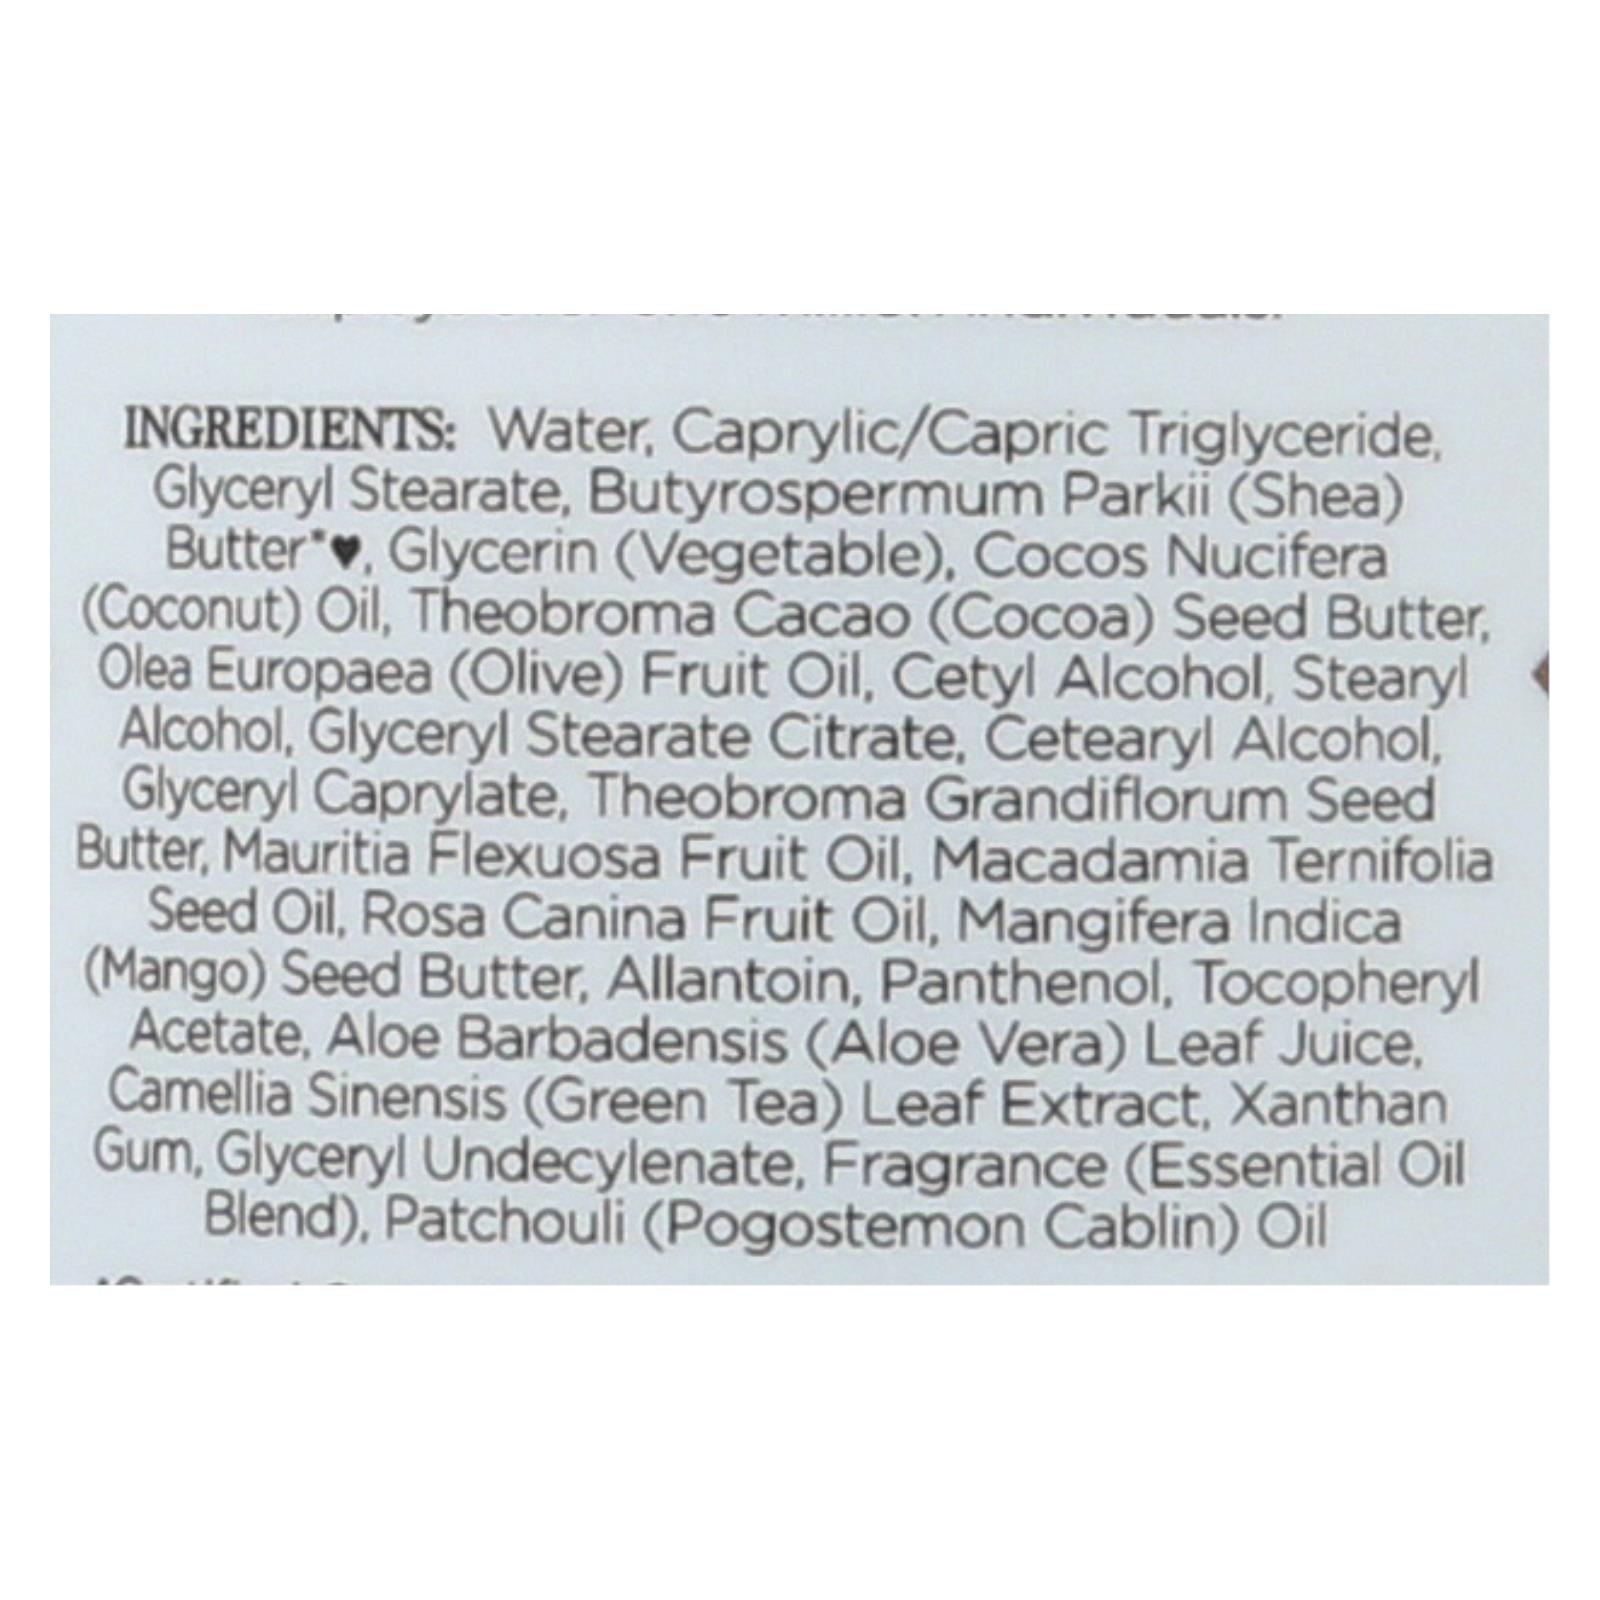 INGREDIENTS: Water, Caprylic/Capric Triglyceride,
Glyceryl Stearate, Butyrospermum Parkii (Shea)
Butter*♥, Glycerin (Vegetable), Cocos Nucifera
(Coconut) Oil, Theobroma Cacao (Cocoa) Seed Butter,
Olea Europaea (Olive) Fruit Oil, Cetyl Alcohol, Stearyl
Alcohol, Glyceryl Stearate Citrate, Cetearyl Alcohol,
Glyceryl Caprylate, Theobroma Grandiflorum Seed
Butter, Mauritia Flexuosa Fruit Oil, Macadamia Ternifolia
Seed Oil, Rosa Canina Fruit Oil, Mangifera Indica
(Mango) Seed Butter, Allantoin, Panthenol, Tocopheryl
Acetate, Aloe Barbadensis (Aloe Vera) Leaf Juice,
Camellia Sinensis (Green Tea) Leaf Extract, Xanthan
Gum, Glyceryl Undecylenate, Fragrance (Essential Oil
Blend), Patchouli (Pogostemon Cablin) Oil